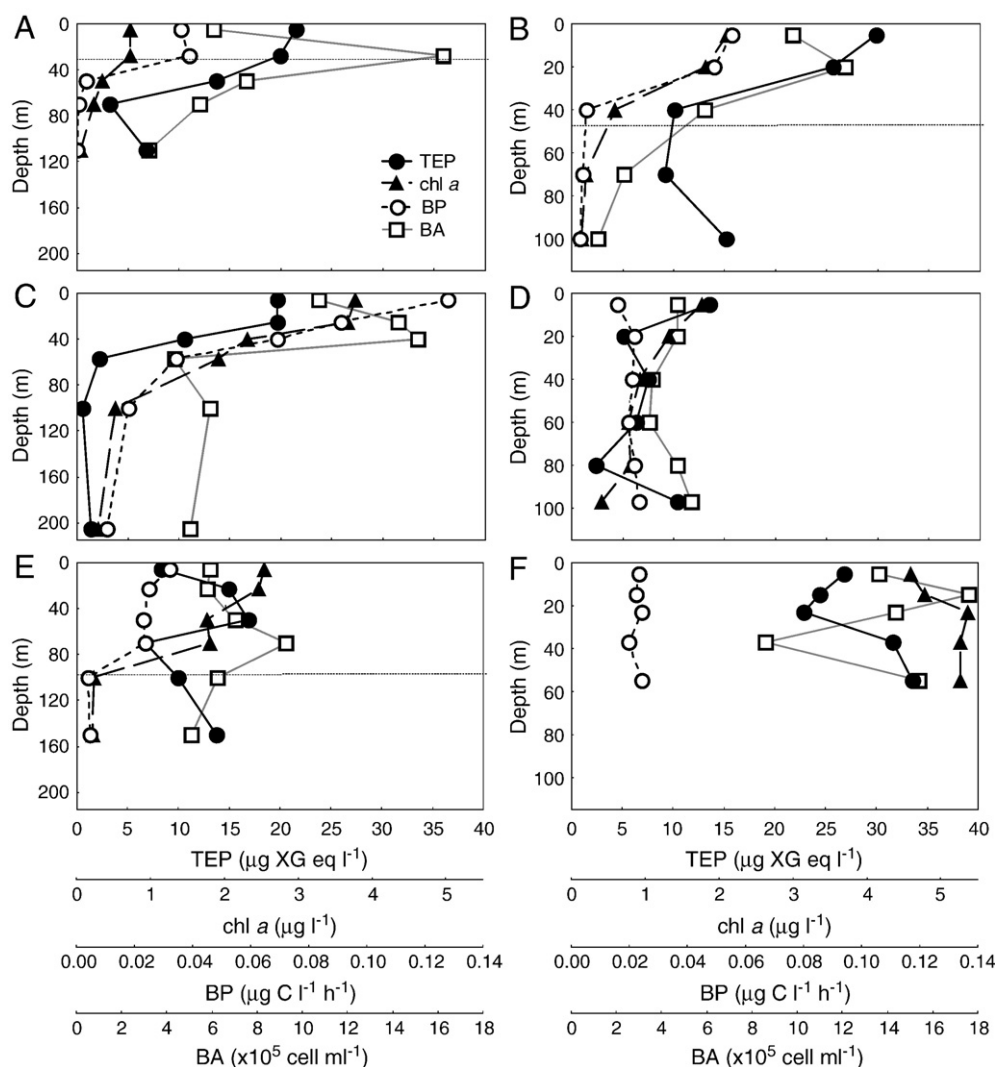 A
B
0
40
80
120
160
200
Depth (m)
TEP
chl a
BP
BA
0
20
40
60
80
100
Depth (m)
C
D
0
40
80
120
160
200
Depth (m)
0
20
40
60
80
100
Depth (m)
E
F
0
50
100
150
200
Depth (m)
0
20
40
60
80
100
Depth (m)
0 5 10 15 20 25 30 35 40
TEP (µg XG eq l⁻¹)
0 1 2 3 4 5
chl a (µg l⁻¹)
0.00 0.02 0.04 0.06 0.08 0.10 0.12 0.14
BP (µg C l⁻¹ h⁻¹)
0 2 4 6 8 10 12 14 16 18
BA (x10⁵ cell ml⁻¹)
0 5 10 15 20 25 30 35 40
TEP (µg XG eq l⁻¹)
0 1 2 3 4 5
chl a (µg l⁻¹)
0.00 0.02 0.04 0.06 0.08 0.10 0.12 0.14
BP (µg C l⁻¹ h⁻¹)
0 2 4 6 8 10 12 14 16 18
BA (x10⁵ cell ml⁻¹)